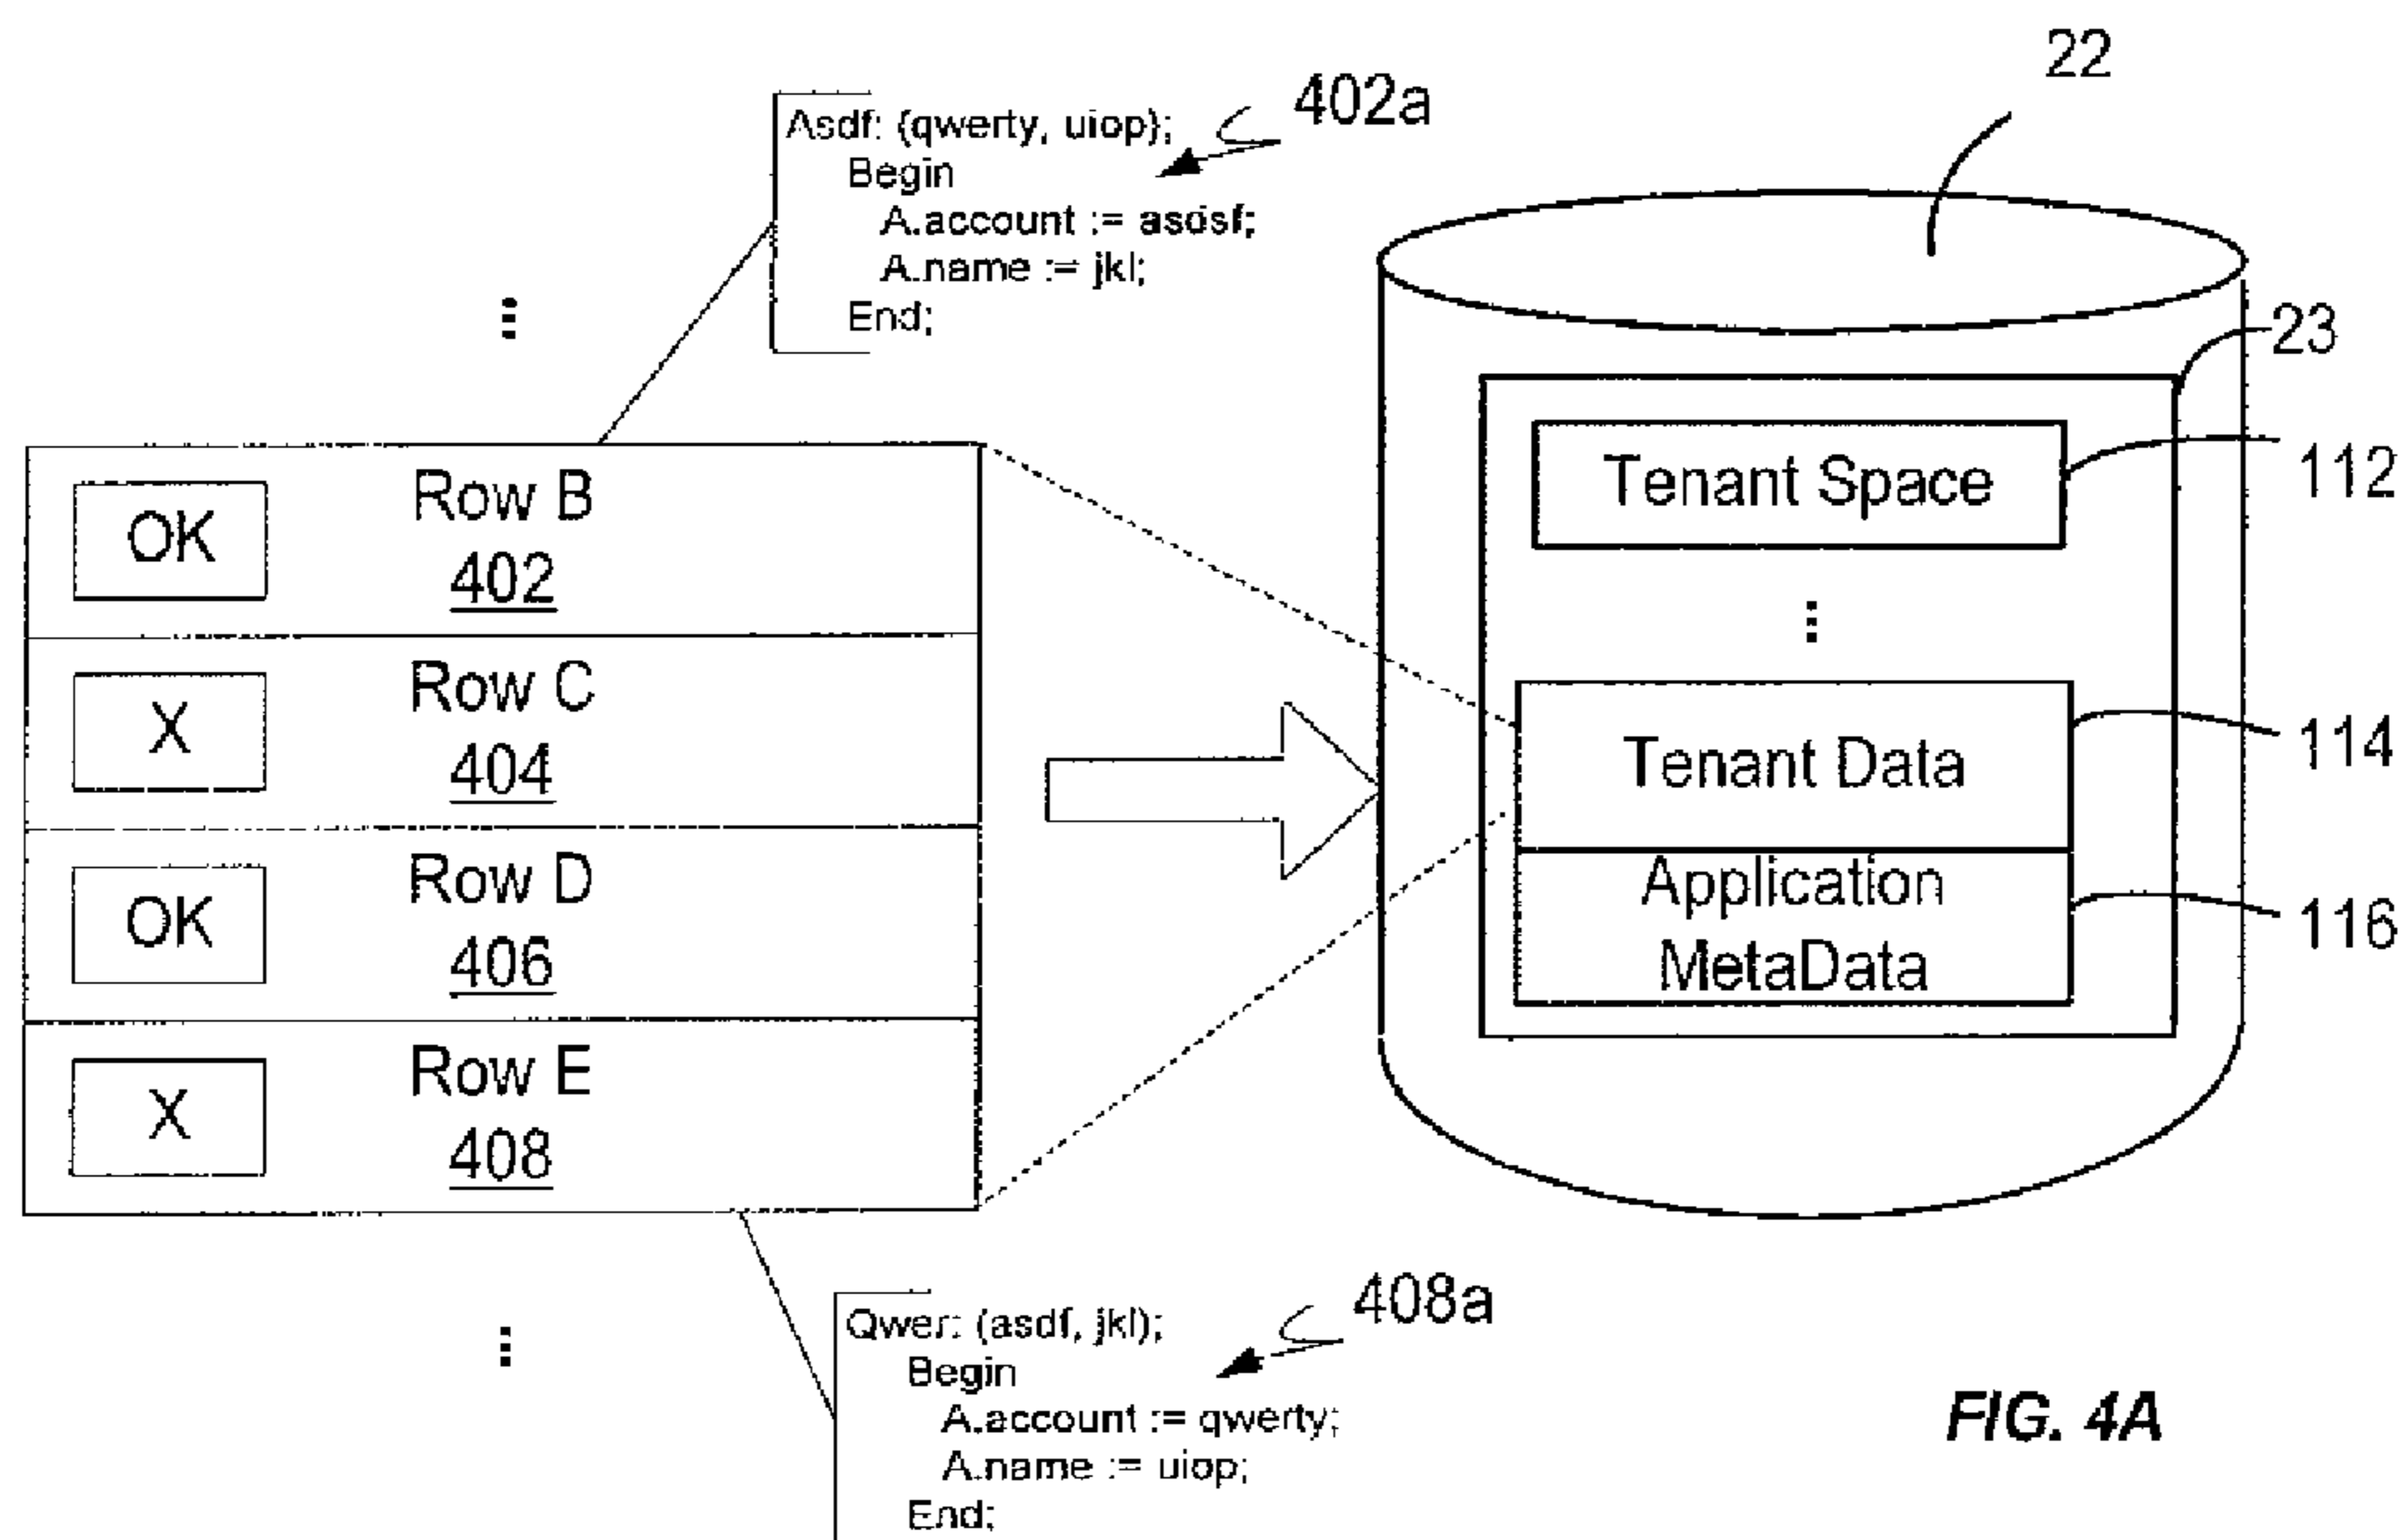 22
402a
Asdf: {qwerty, uiop};
Begin
A.account := asdsf;
A.name := jkl;
End;
23
Tenant Space
112
Row B
OK
402
Row C
X
404
Tenant Data
114
Row D
OK
406
Application
MetaData
116
Row E
X
408
408a
Qwer: (asdf, jkl);
Begin
A.account := qwerty;
A.name := uiop;
End;
FIG. 4A